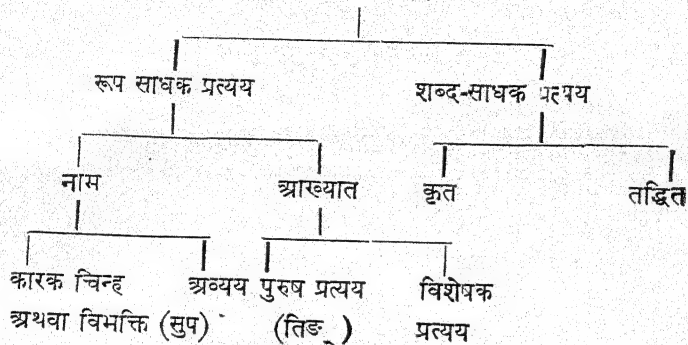 रूप साधक प्रत्यय शब्द-साधक प्रत्यय
नाम आख्यात कृत तद्धित
कारक चिन्ह अव्यय पुरुष प्रत्यय विशेषक
अथवा विभक्ति (सुप) (तिङ्) प्रत्यय